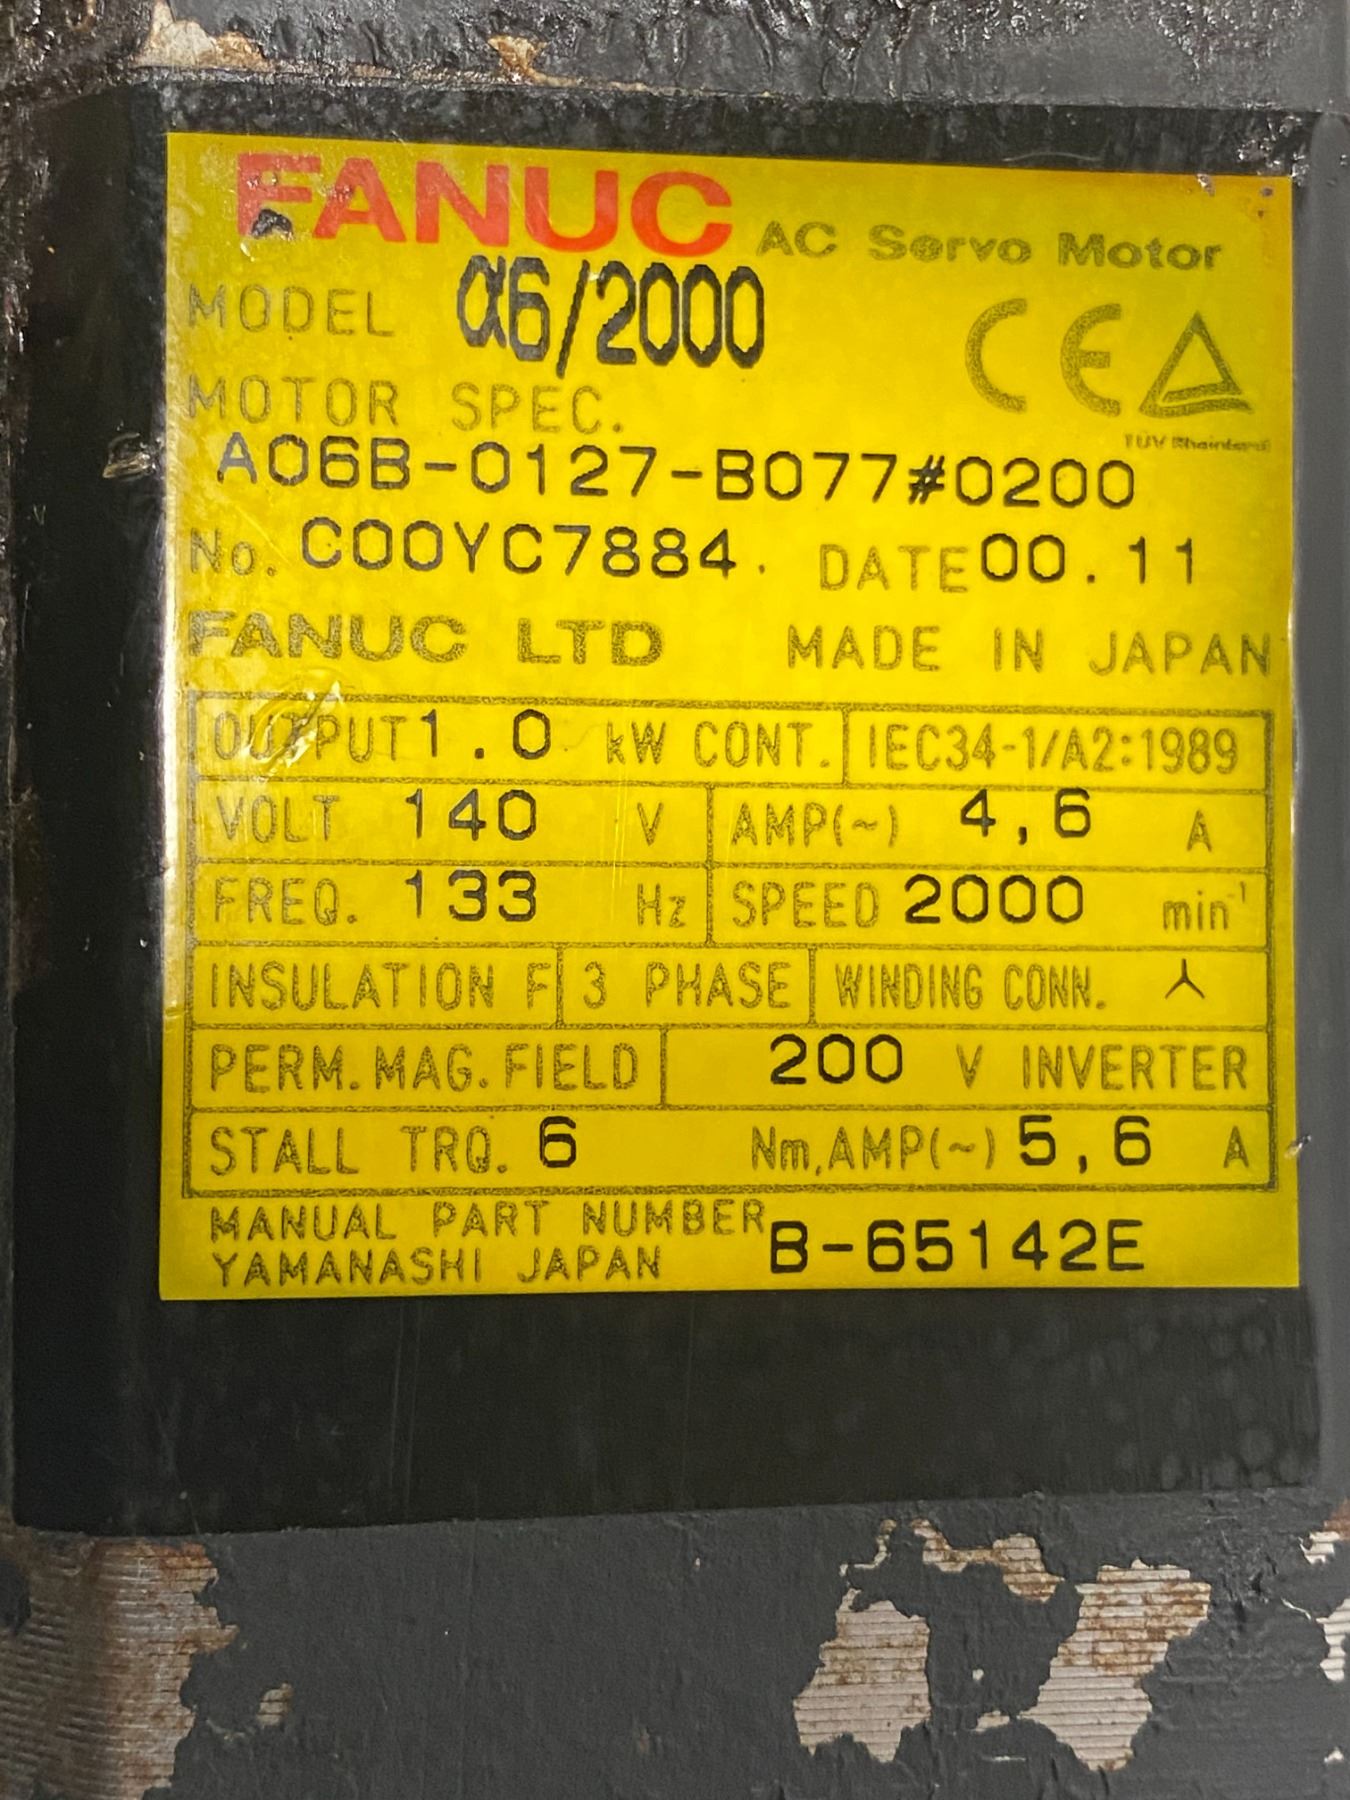 FANUC AC Servo Motor
MODEL α6/2000
CE
TÜV Rheinland
MOTOR SPEC.
A06B-0127-B077#0200
No. C00YC7884. DATE 00.11
FANUC LTD MADE IN JAPAN
OUTPUT 1.0 kW CONT. IEC34-1/A2:1989
VOLT 140 V AMP(~) 4,6 A
FREQ. 133 Hz SPEED 2000 min⁻¹
INSULATION F 3 PHASE WINDING CONN.
PERM. MAG. FIELD 200 V INVERTER
STALL TRQ. 6 Nm, AMP(~) 5,6 A
MANUAL PART NUMBER B-65142E
YAMANASHI JAPAN